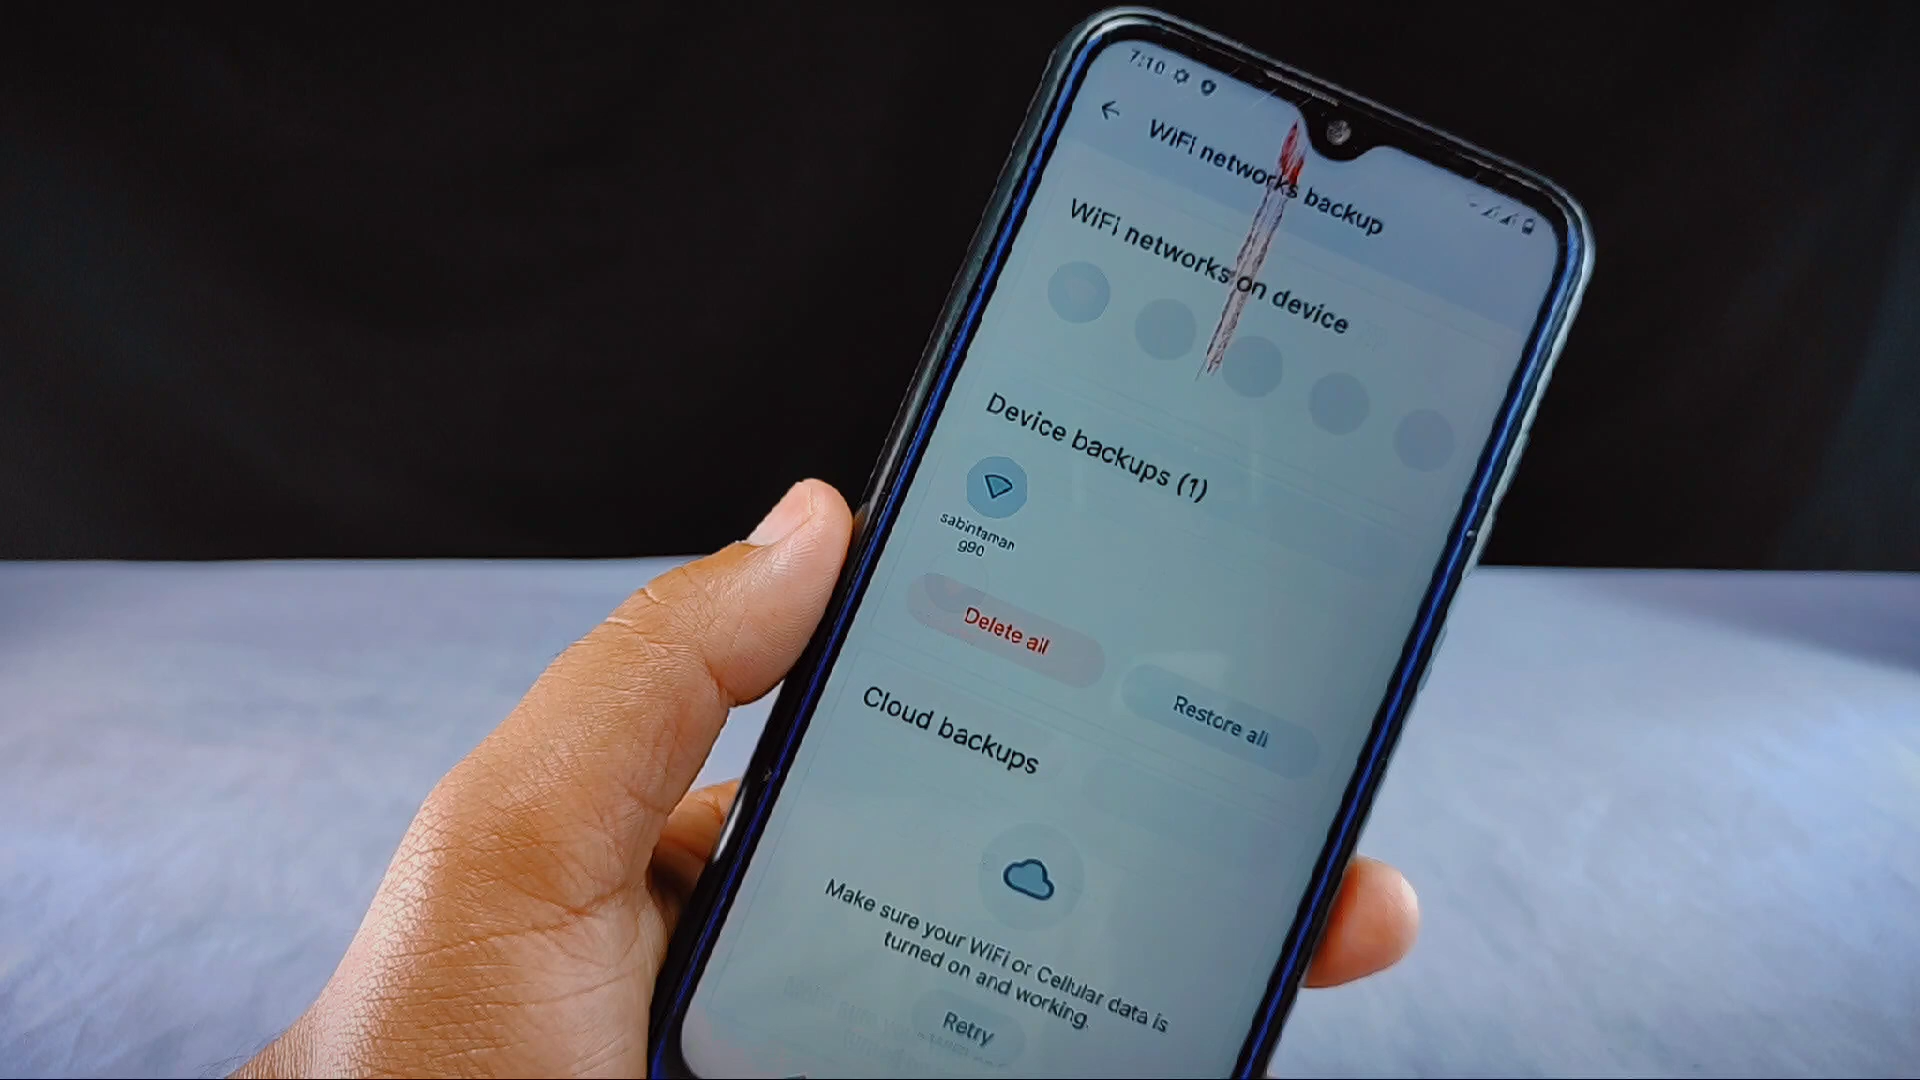 7:10
WiFi networks backup
WiFi networks on device
Device backups (1)
sabintaman
990
Delete all
Restore all
Cloud backups
Make sure your WiFi or Cellular data is
turned on and working.
Retry